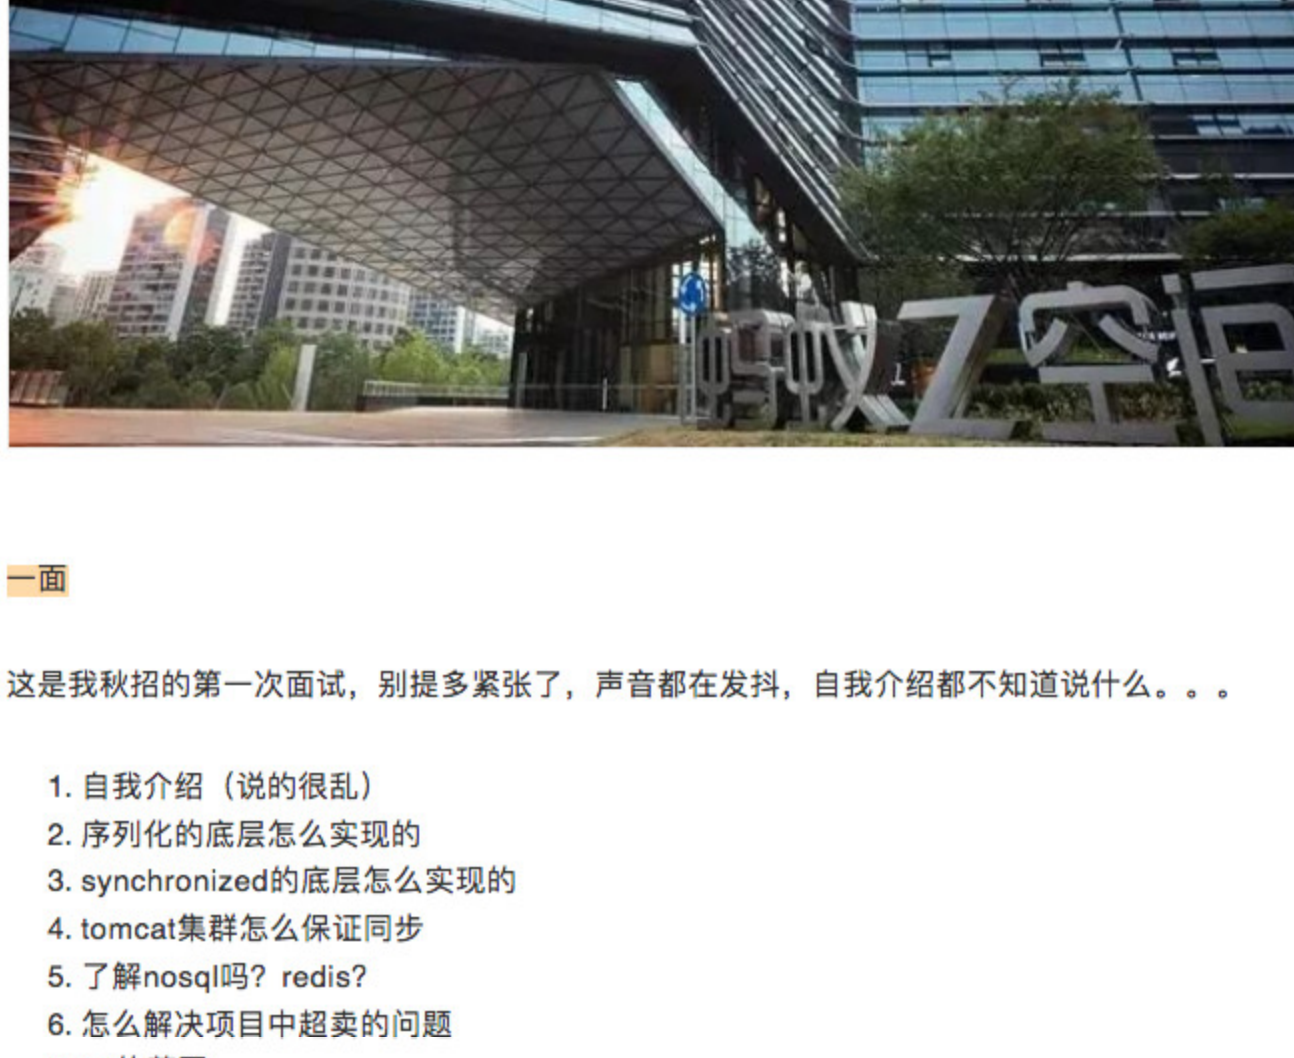 蚂蚁Z空间
一面
这是我秋招的第一次面试，别提多紧张了，声音都在发抖，自我介绍都不知道说什么。。。
1. 自我介绍（说的很乱）
2. 序列化的底层怎么实现的
3. synchronized的底层怎么实现的
4. tomcat集群怎么保证同步
5. 了解nosql吗？redis？
6. 怎么解决项目中超卖的问题